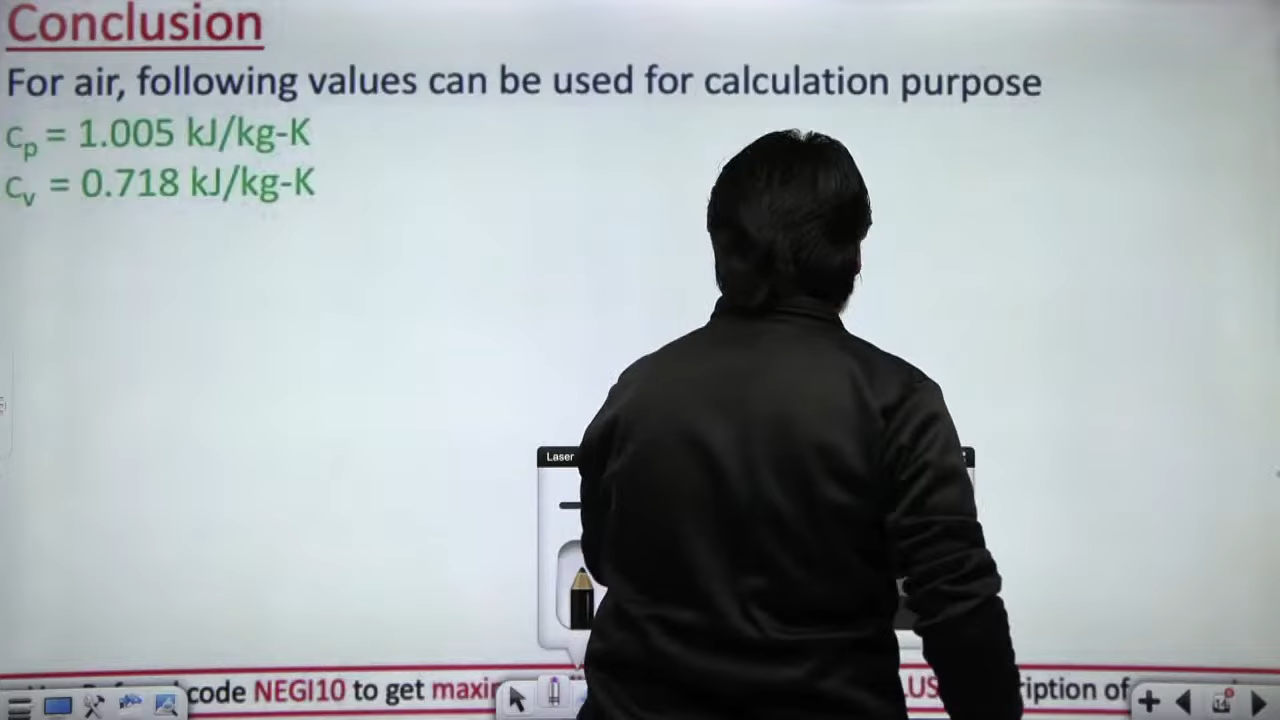 Conclusion
For air, following values can be used for calculation purpose
cp = 1.005 kJ/kg-K
cv = 0.718 kJ/kg-K
Laser
code NEGI10 to get